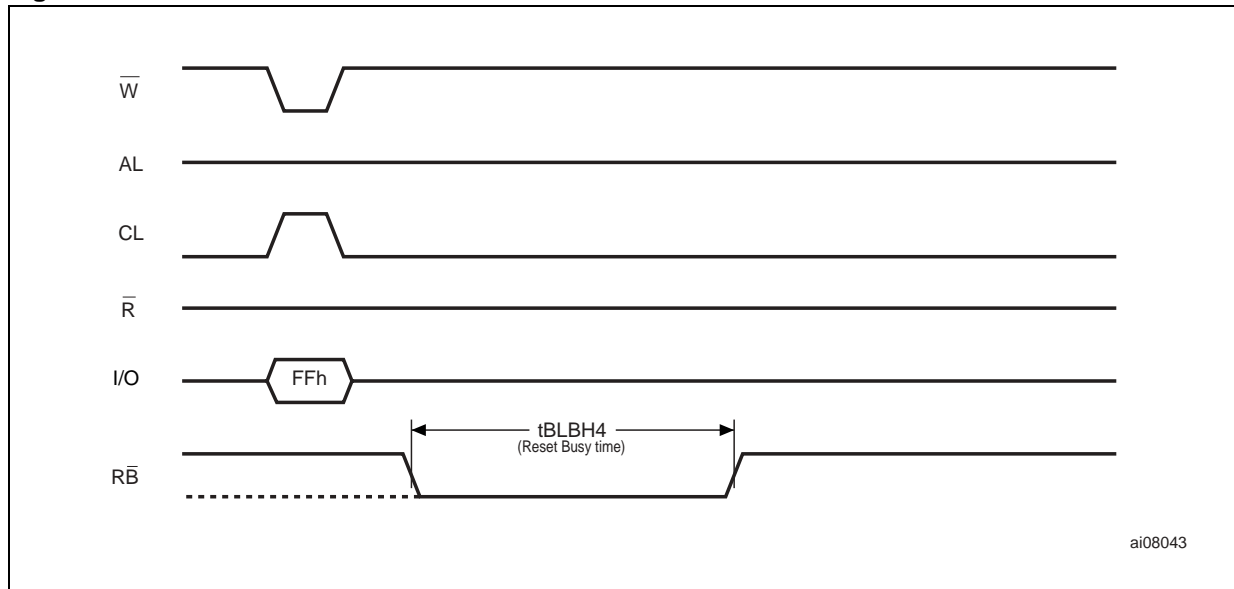 W̅
AL
CL
R̅
I/O
FFh
tBLBH4
(Reset Busy time)
RB̅
ai08043